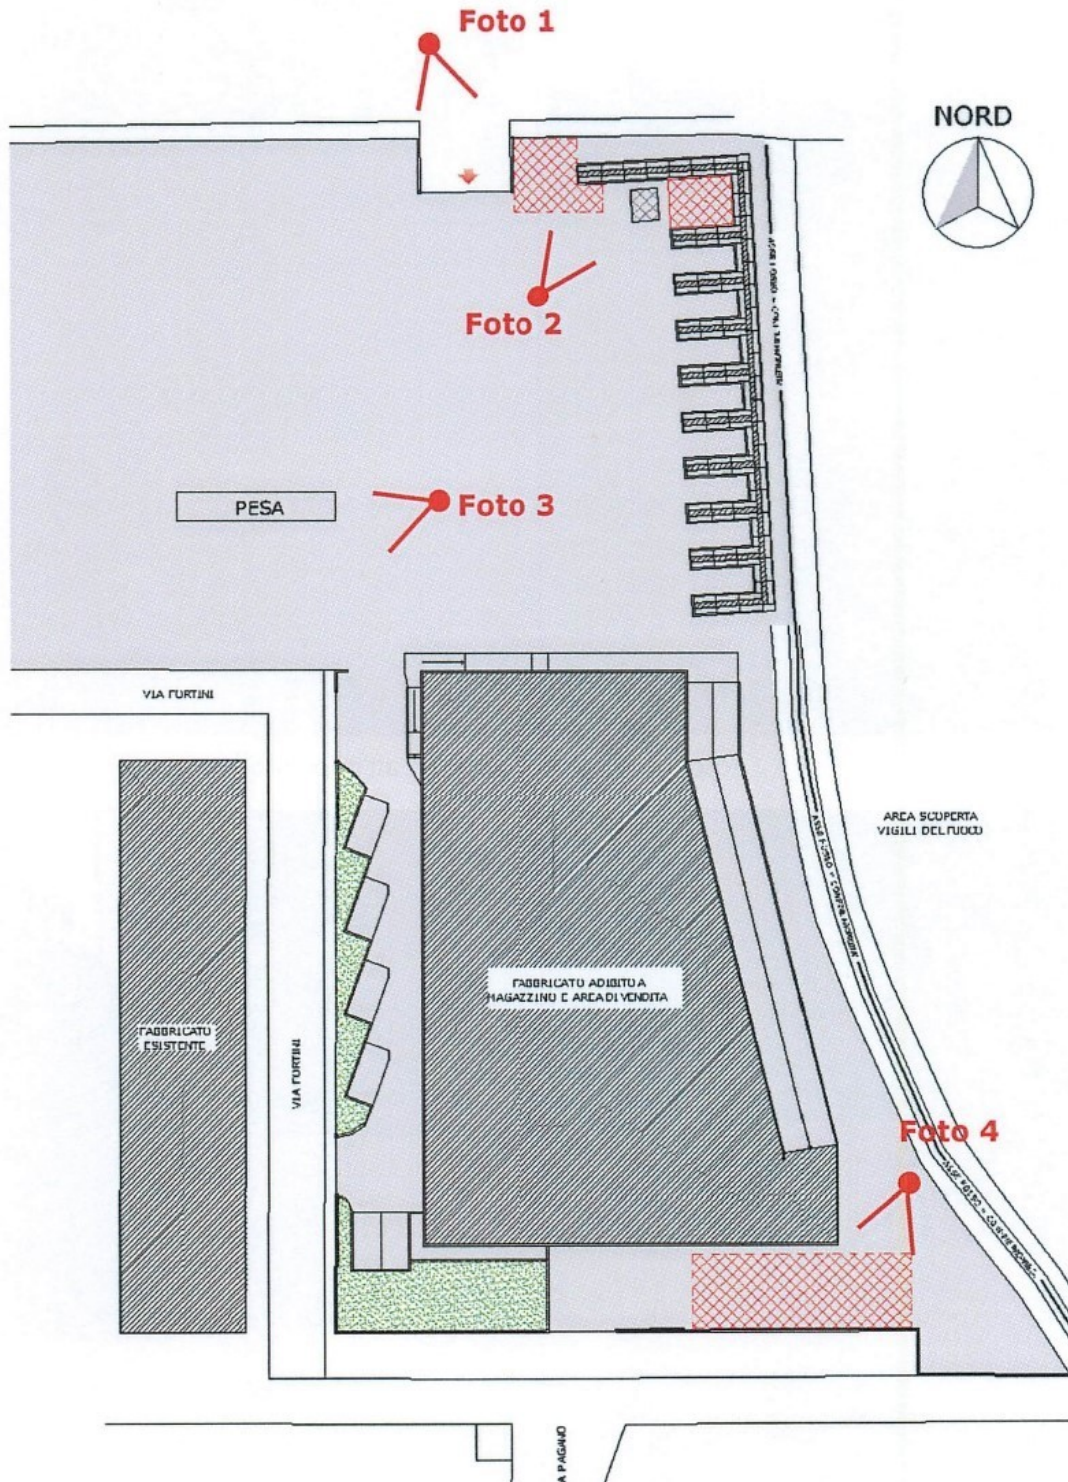 Foto 1
NORD
Foto 2
PESA
Foto 3
VIA FORTINI
AREA SCOPERTA
VIGILI DEL FUOCO
FABBRICATO ADIBITO A
MAGAZZINO E AREA DI VENDITA
FABBRICATO
ESISTENTE
VIA FORTINI
Foto 4
A PAGANO